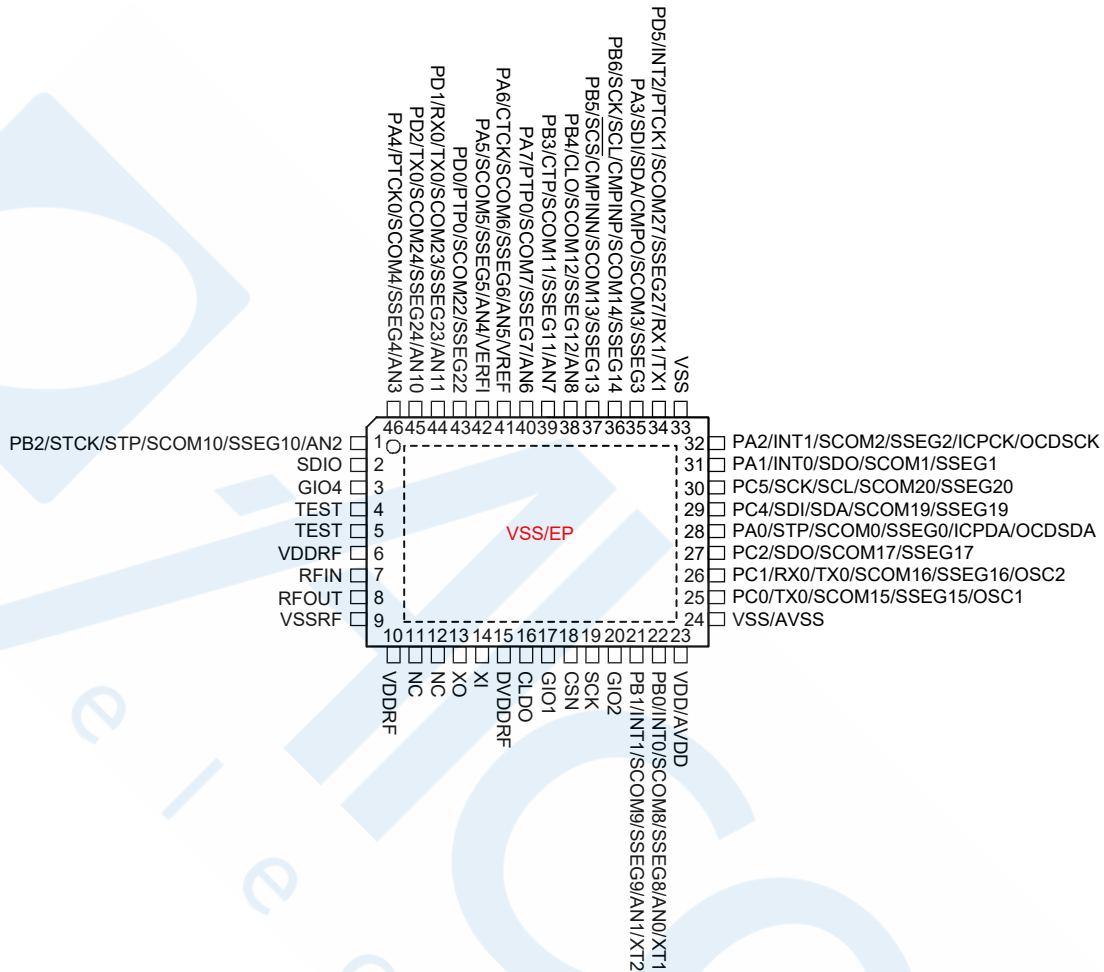 PD5/INT2/PTCK1/SCOM27/SSEG27/RX1/TX1
PB6/SCK/SCL/CMPINP/SCOM14/SSEG14
PA3/SDI/SDA/CMPO/SCOM3/SSEG3
PB5/SCS/CMPINN/SCOM13/SSEG13
PB4/CLO/SCOM12/SSEG12/AN8
PB3/CTP/SCOM11/SSEG11/AN7
PA7/PTP0/SCOM7/SSEG7/AN6
PA6/CTCK/SCOM6/SSEG6/AN5/VREF
PA5/SCOM5/SSEG5/AN4/VERFI
PD0/PTP0/SCOM22/SSEG22
PD1/RX0/TX0/SCOM23/SSEG23/AN11
PD2/TX0/SCOM24/SSEG24/AN10
PA4/PTCK0/SCOM4/SSEG4/AN3
VSS
46 45 44 43 42 41 40 39 38 37 36 35 34 33
PB2/STCK/STP/SCOM10/SSEG10/AN2 1
SDIO 2
GIO4 3
TEST 4
TEST 5
VDDRF 6
RFIN 7
RFOUT 8
VSSRF 9
VSS/EP
32 PA2/INT1/SCOM2/SSEG2/ICPCK/OCDSCK
31 PA1/INT0/SDO/SCOM1/SSEG1
30 PC5/SCK/SCL/SCOM20/SSEG20
29 PC4/SDI/SDA/SCOM19/SSEG19
28 PA0/STP/SCOM0/SSEG0/ICPDA/OCDSDA
27 PC2/SDO/SCOM17/SSEG17
26 PC1/RX0/TX0/SCOM16/SSEG16/OSC2
25 PC0/TX0/SCOM15/SSEG15/OSC1
24 VSS/AVSS
10 11 12 13 14 15 16 17 18 19 20 21 22 23
VDDRF
NC
NC
XO
XI
DVDDRF
CLDO
GIO1
CSN
SCK
GIO2
PB1/INT1/SCOM9/SSEG9/AN1/XT2
PB0/INT0/SCOM8/SSEG8/AN0/XT1
VDD/AVDD